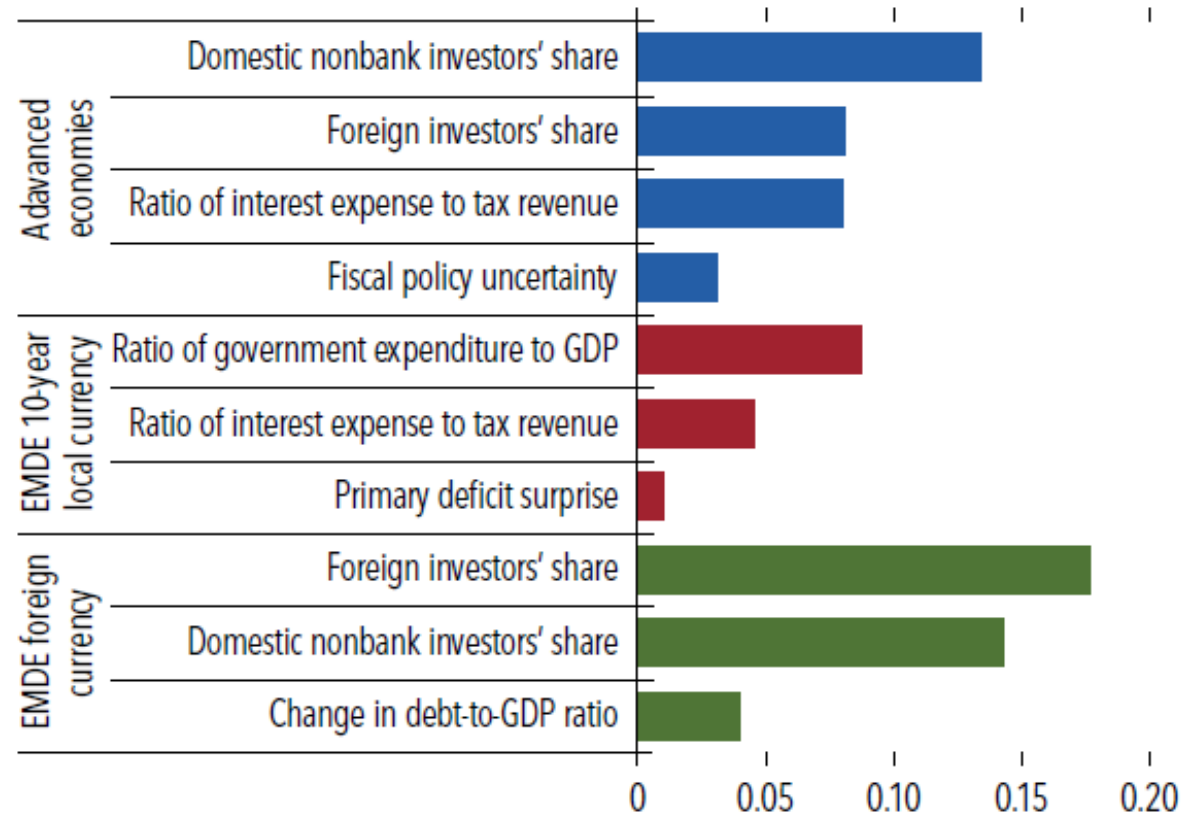 Adavanced
economies
Domestic nonbank investors' share
Foreign investors' share
Ratio of interest expense to tax revenue
Fiscal policy uncertainty
EMDE 10-year
local currency
Ratio of government expenditure to GDP
Ratio of interest expense to tax revenue
Primary deficit surprise
EMDE foreign
currency
Foreign investors' share
Domestic nonbank investors' share
Change in debt-to-GDP ratio
0 0.05 0.10 0.15 0.20